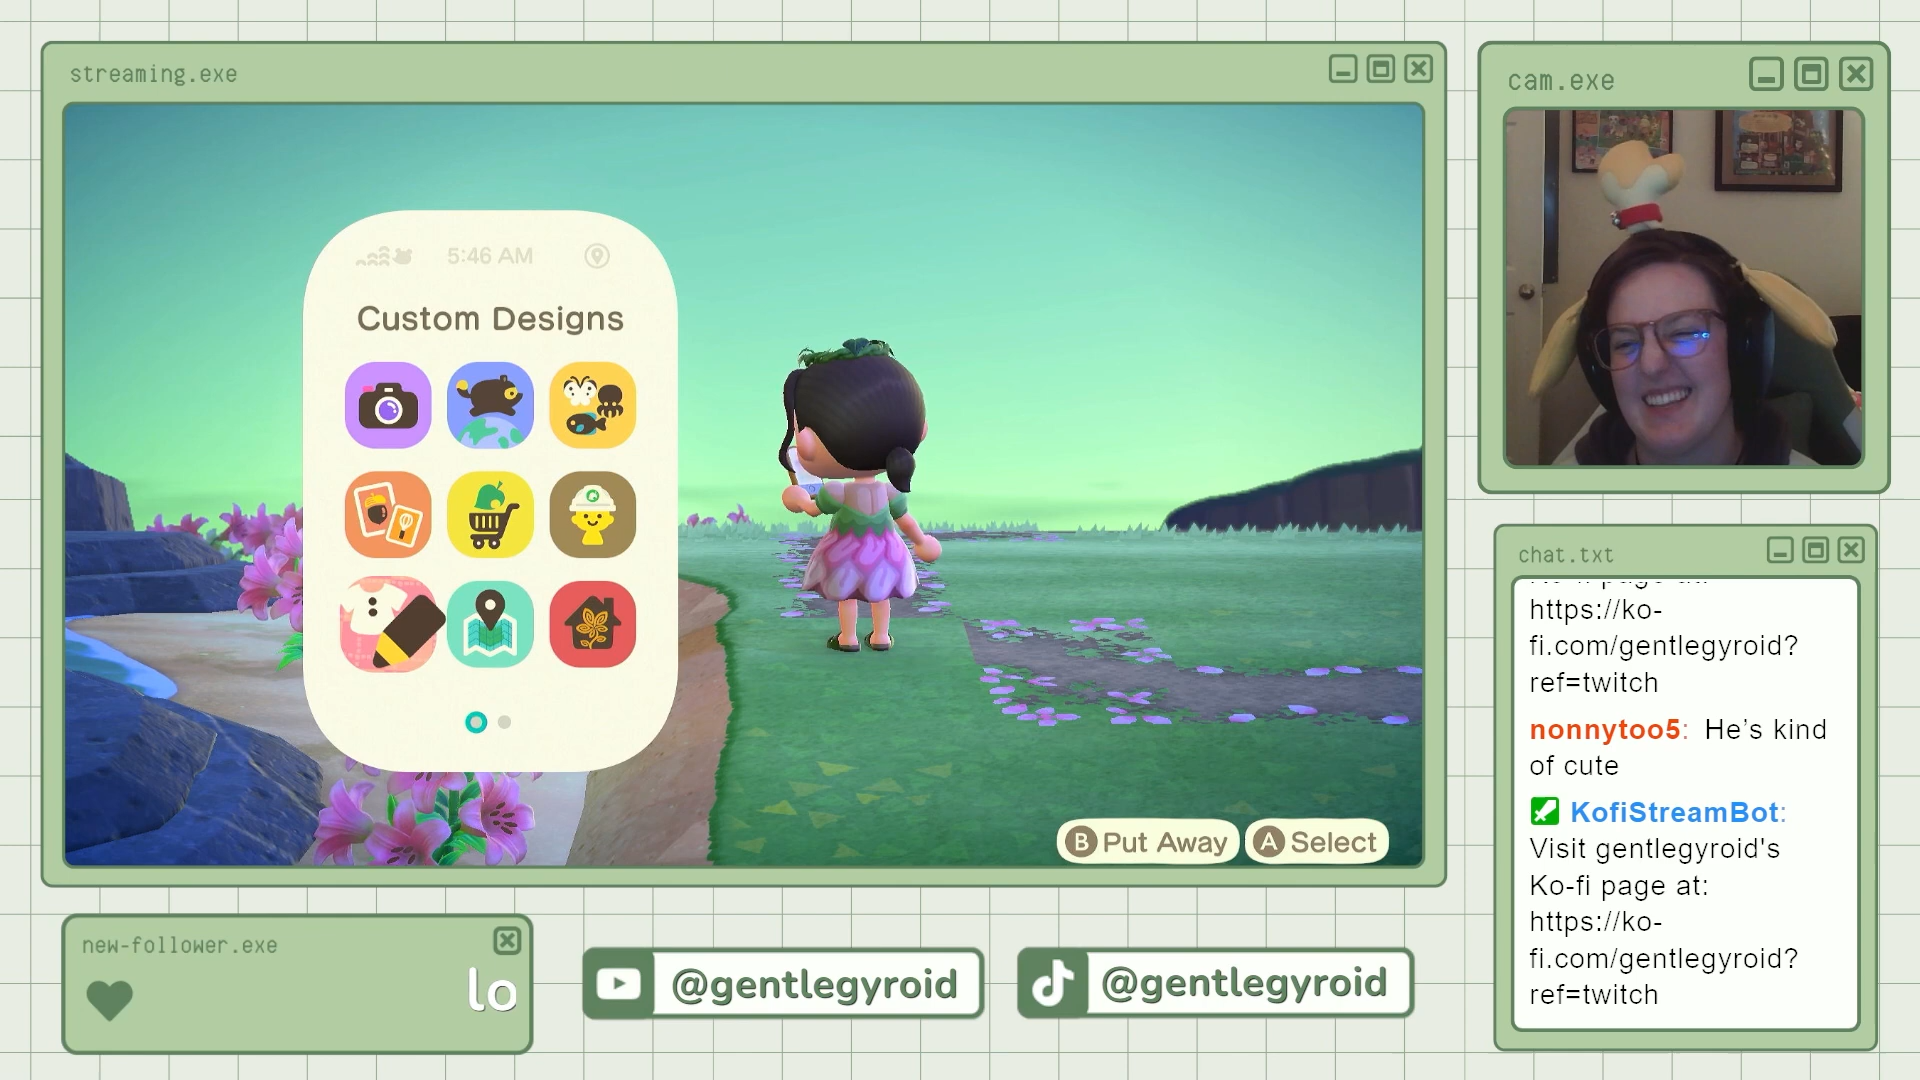 streaming.exe
5:46 AM
Custom Designs
B Put Away
A Select
cam.exe
chat.txt
https://ko-
fi.com/gentlegyroid?
ref=twitch
nonnytoo5: He's kind
of cute
KofiStreamBot:
Visit gentlegyroid's
Ko-fi page at:
https://ko-
fi.com/gentlegyroid?
ref=twitch
new-follower.exe
lo
@gentlegyroid
@gentlegyroid